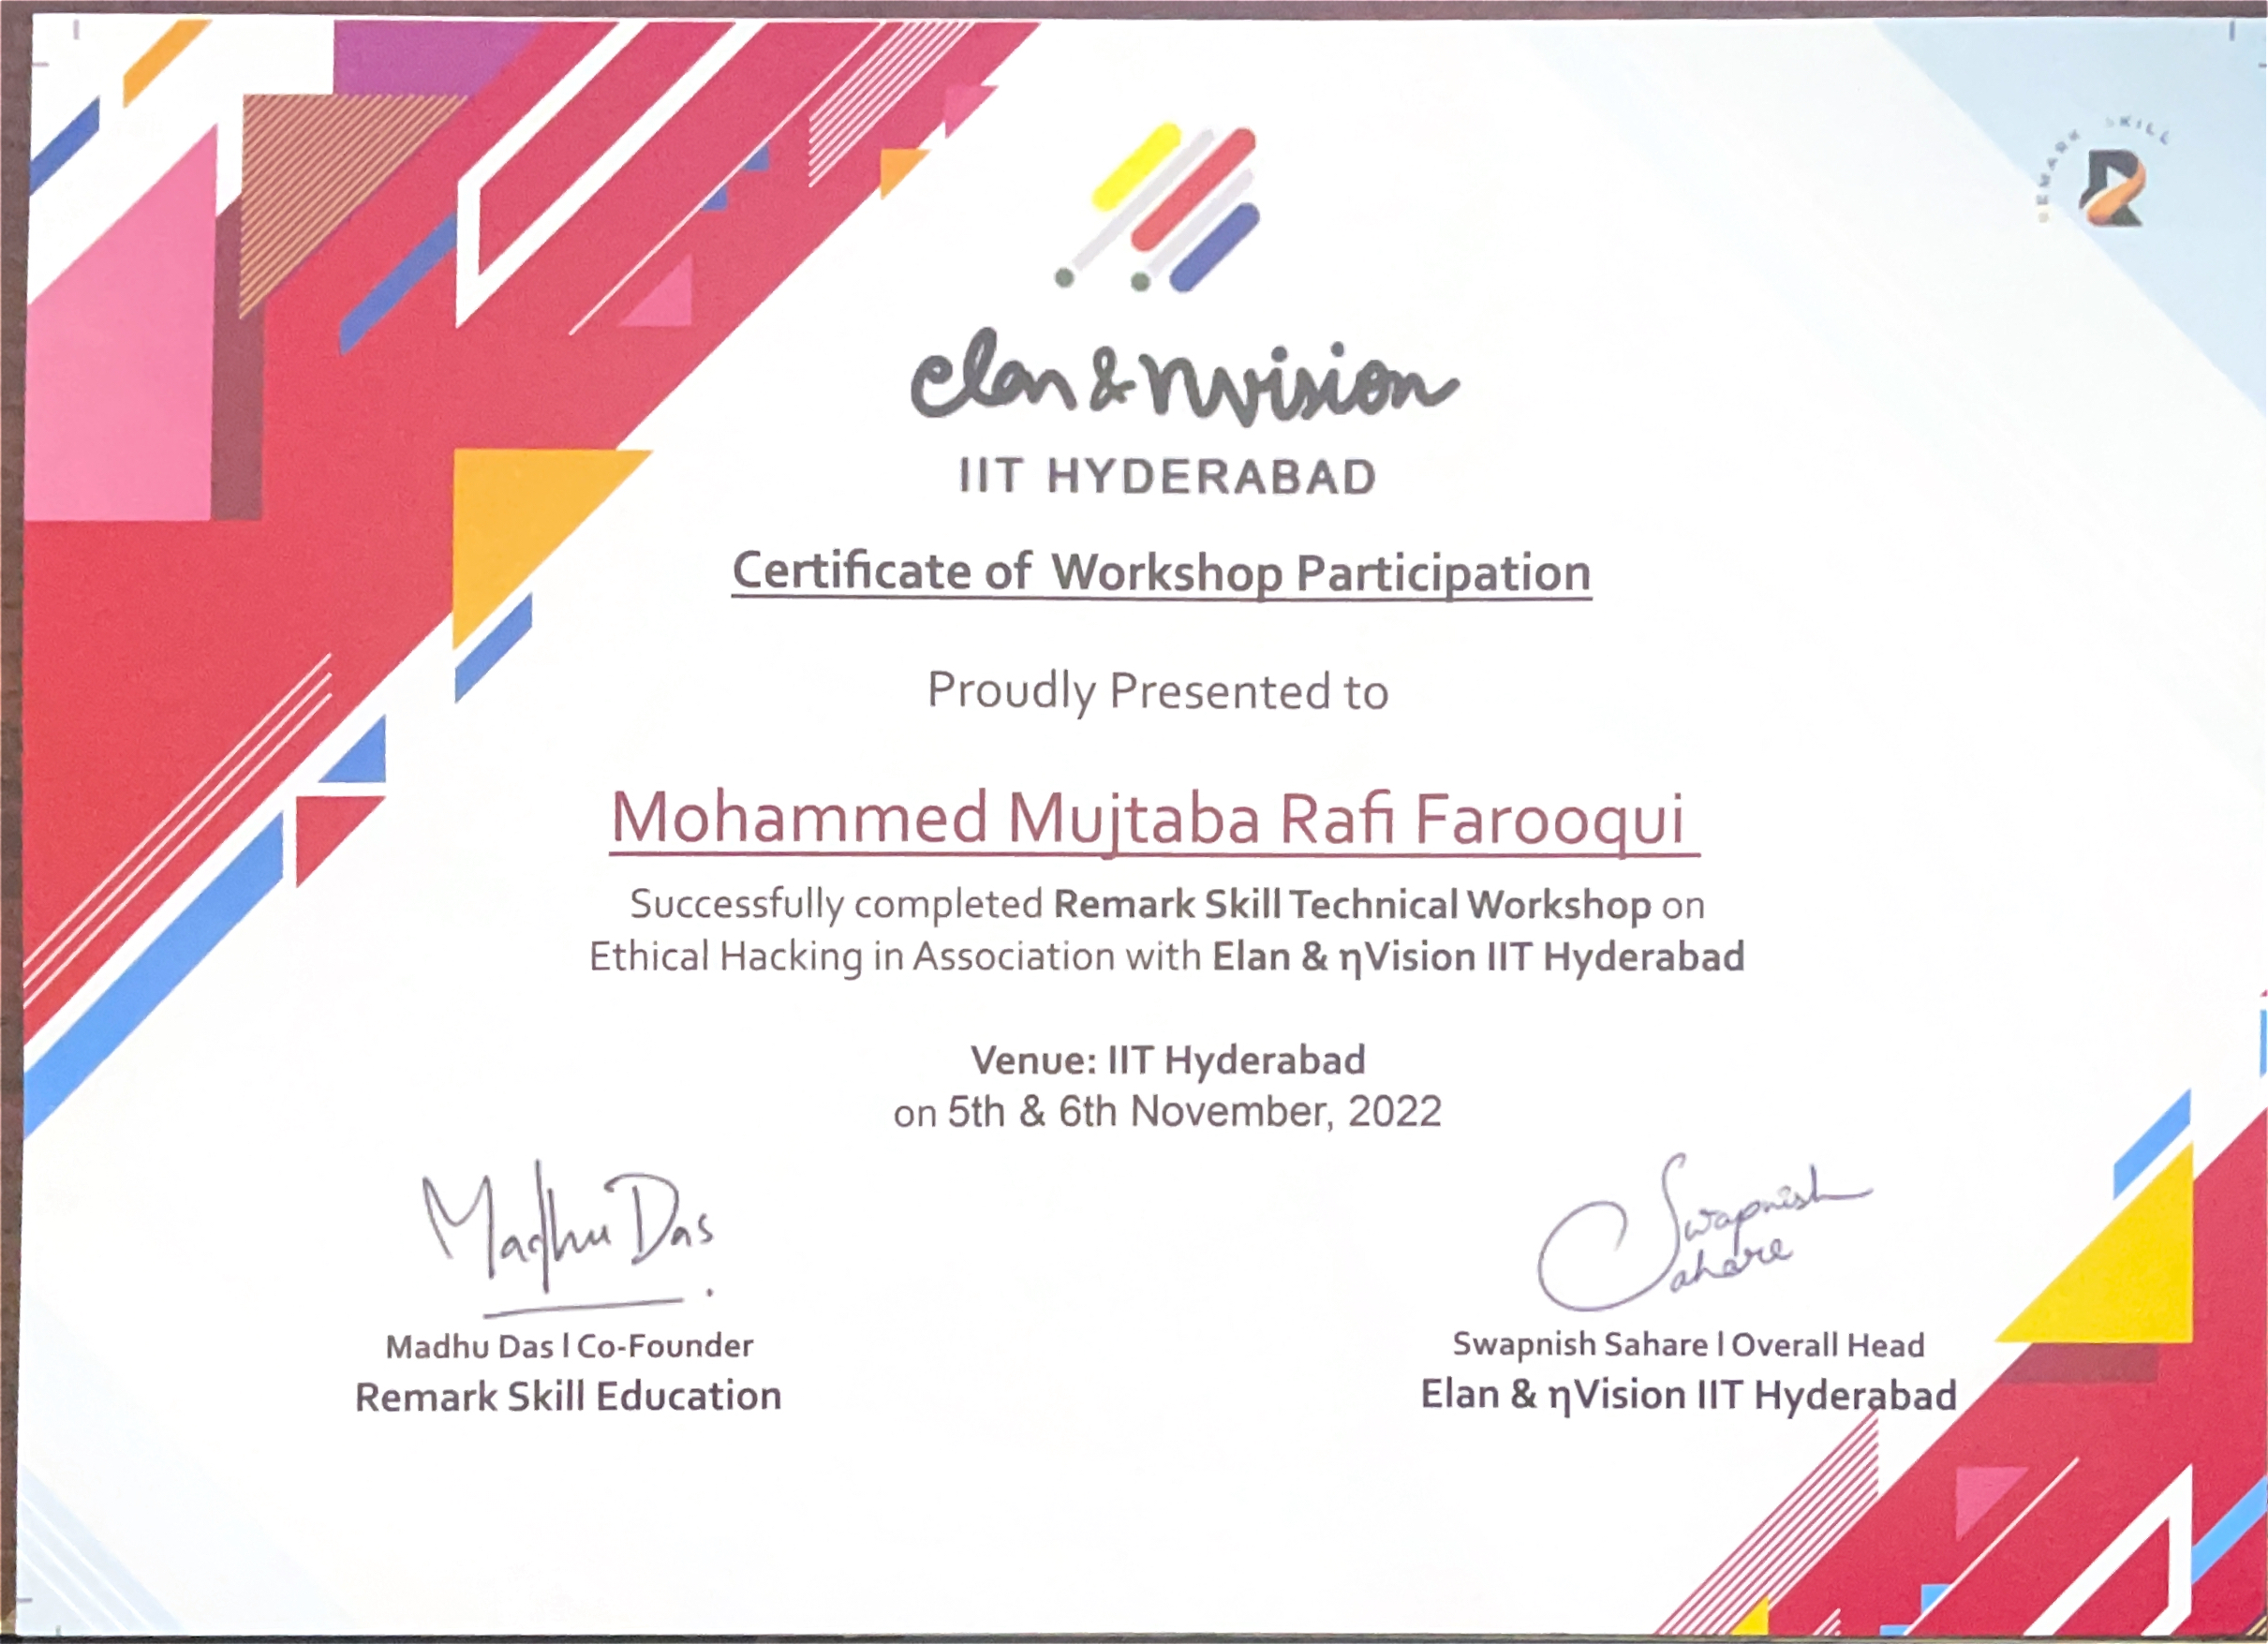 REMARK SKILL
R
elan & ηvision
IIT HYDERABAD
Certificate of Workshop Participation
Proudly Presented to
Mohammed Mujtaba Rafi Farooqui
Successfully completed Remark Skill Technical Workshop on
Ethical Hacking in Association with Elan & ηVision IIT Hyderabad
Venue: IIT Hyderabad
on 5th & 6th November, 2022
Madhu Das
Swapnish
Sahare
Madhu Das | Co-Founder
Remark Skill Education
Swapnish Sahare | Overall Head
Elan & ηVision IIT Hyderabad